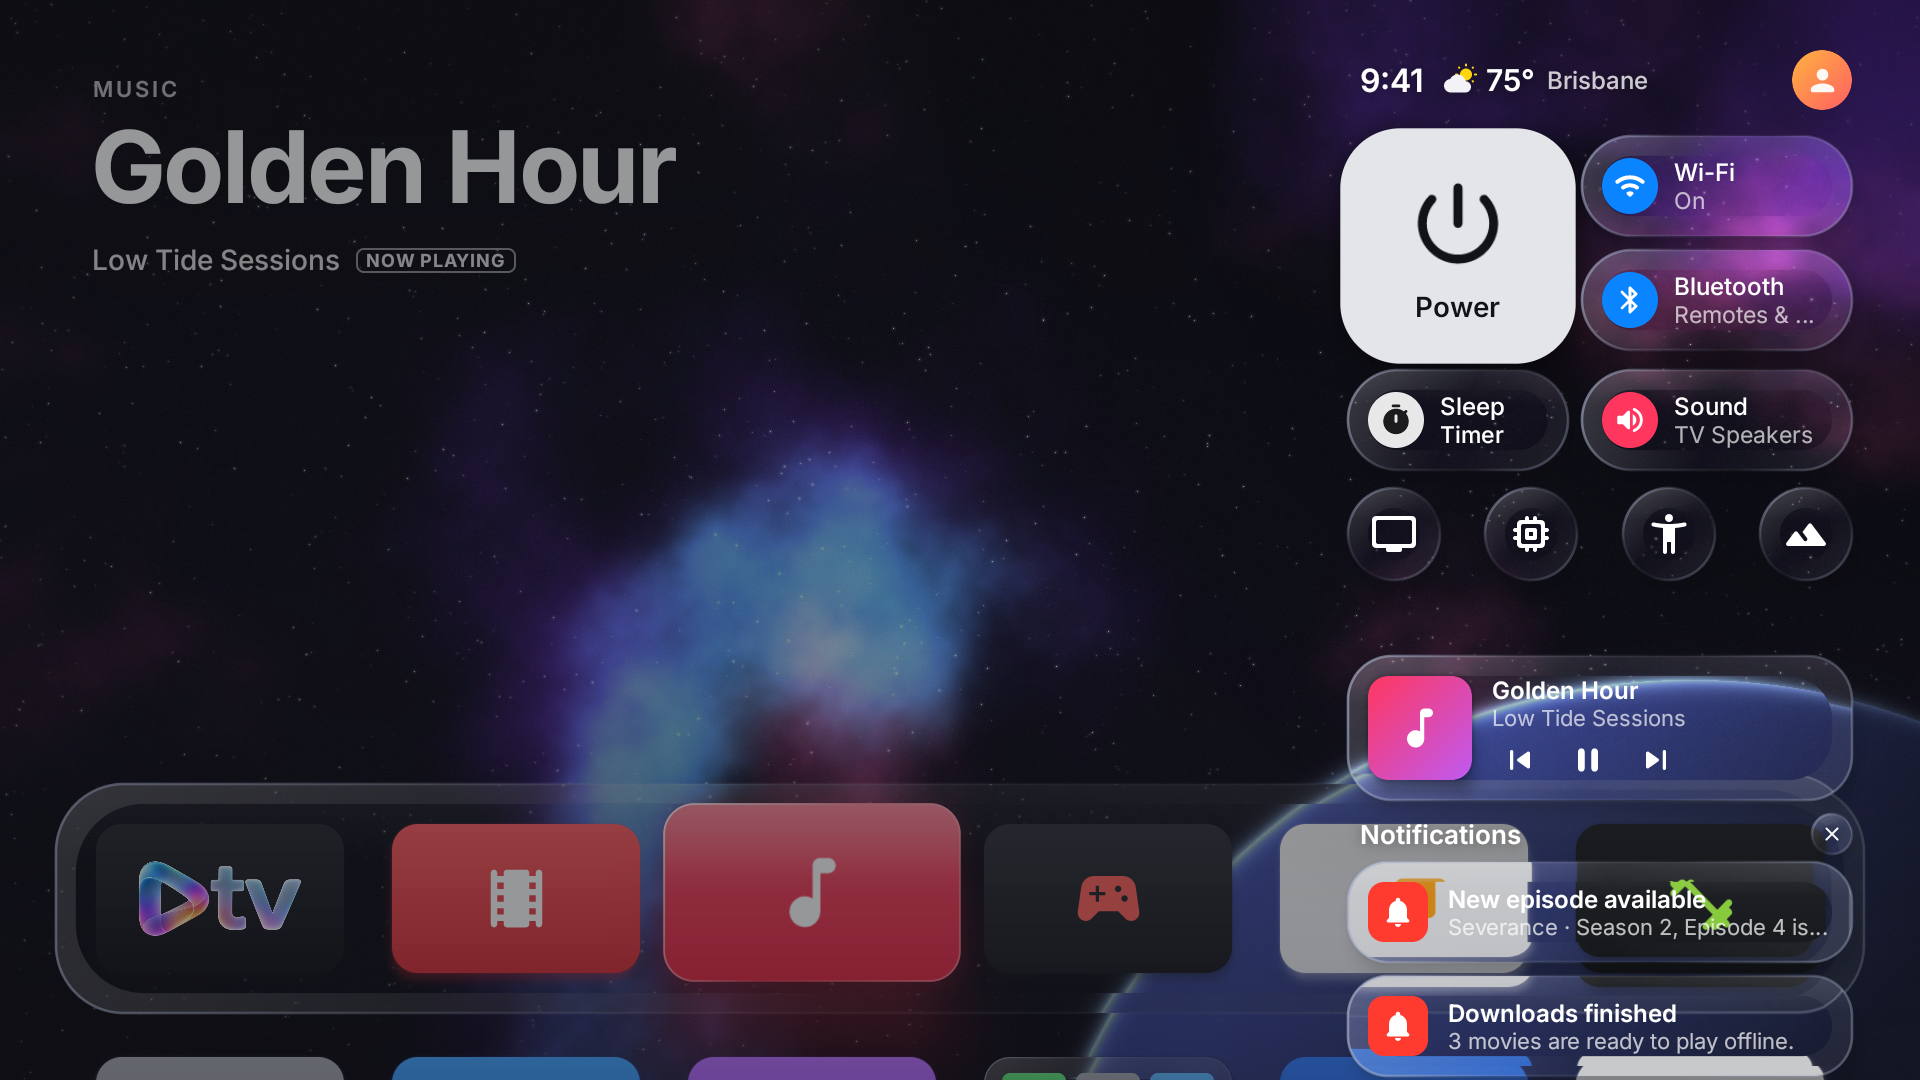 MUSIC
Golden Hour
Low Tide Sessions NOW PLAYING
9:41 75° Brisbane
Power
Wi-Fi
On
Bluetooth
Remotes & ...
Sleep
Timer
Sound
TV Speakers
Golden Hour
Low Tide Sessions
tv
Notifications
New episode available
Severance · Season 2, Episode 4 is...
Downloads finished
3 movies are ready to play offline.